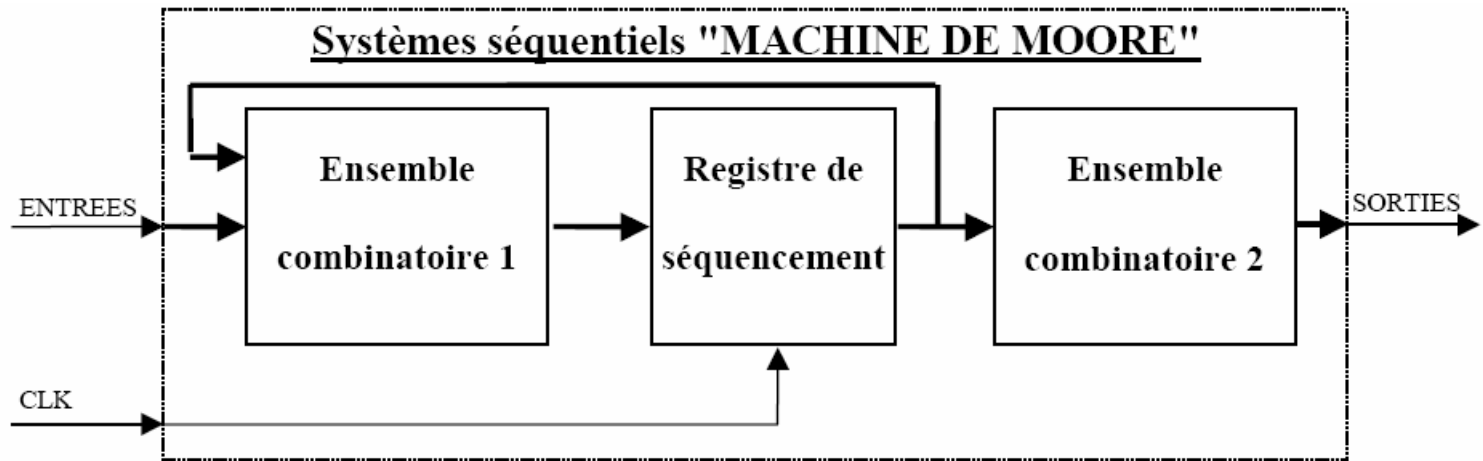 Systèmes séquentiels "MACHINE DE MOORE"
Ensemble
combinatoire 1
Registre de
séquencement
Ensemble
combinatoire 2
ENTREES
SORTIES
CLK